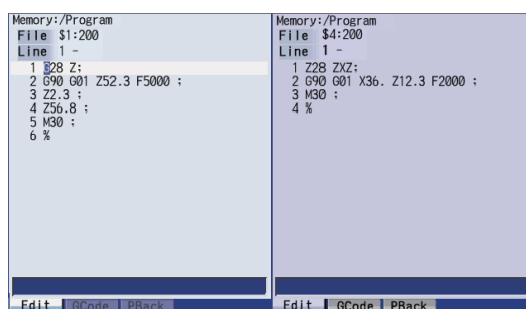 Memory:/Program
File $1:200
Line 1 -
1 G28 Z;
2 G90 G01 Z52.3 F5000 ;
3 Z2.3 ;
4 Z56.8 ;
5 M30 ;
6 %
Edit GCode PBack
Memory:/Program
File $4:200
Line 1 -
1 Z28 ZXZ;
2 G90 G01 X36. Z12.3 F2000 ;
3 M30 ;
4 %
Edit GCode PBack